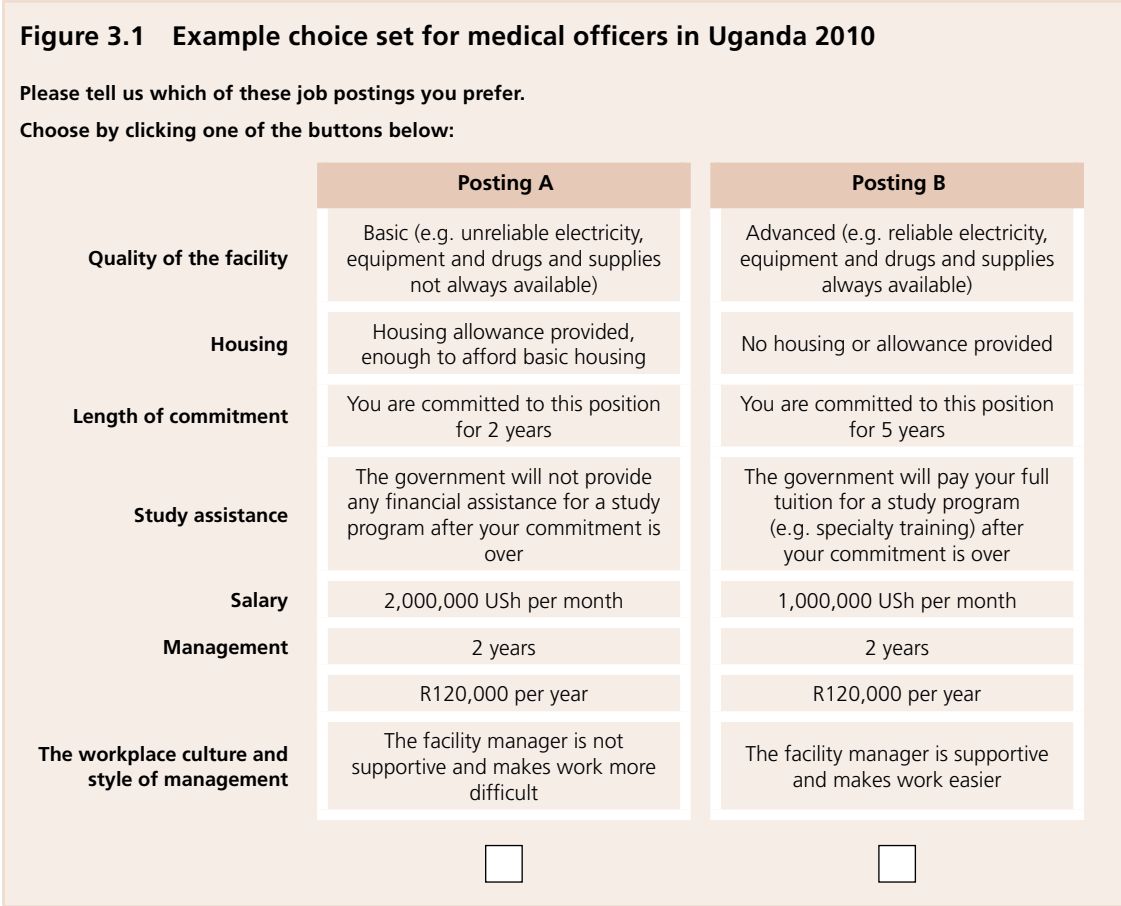 Figure 3.1 Example choice set for medical officers in Uganda 2010
Please tell us which of these job postings you prefer.
Choose by clicking one of the buttons below:
Posting A
Posting B
Quality of the facility
Basic (e.g. unreliable electricity,
equipment and drugs and supplies
not always available)
Advanced (e.g. reliable electricity,
equipment and drugs and supplies
always available)
Housing
Housing allowance provided,
enough to afford basic housing
No housing or allowance provided
Length of commitment
You are committed to this position
for 2 years
You are committed to this position
for 5 years
Study assistance
The government will not provide
any financial assistance for a study
program after your commitment is
over
The government will pay your full
tuition for a study program
(e.g. specialty training) after
your commitment is over
Salary
2,000,000 USh per month
1,000,000 USh per month
Management
2 years
2 years
R120,000 per year
R120,000 per year
The workplace culture and
style of management
The facility manager is not
supportive and makes work more
difficult
The facility manager is supportive
and makes work easier